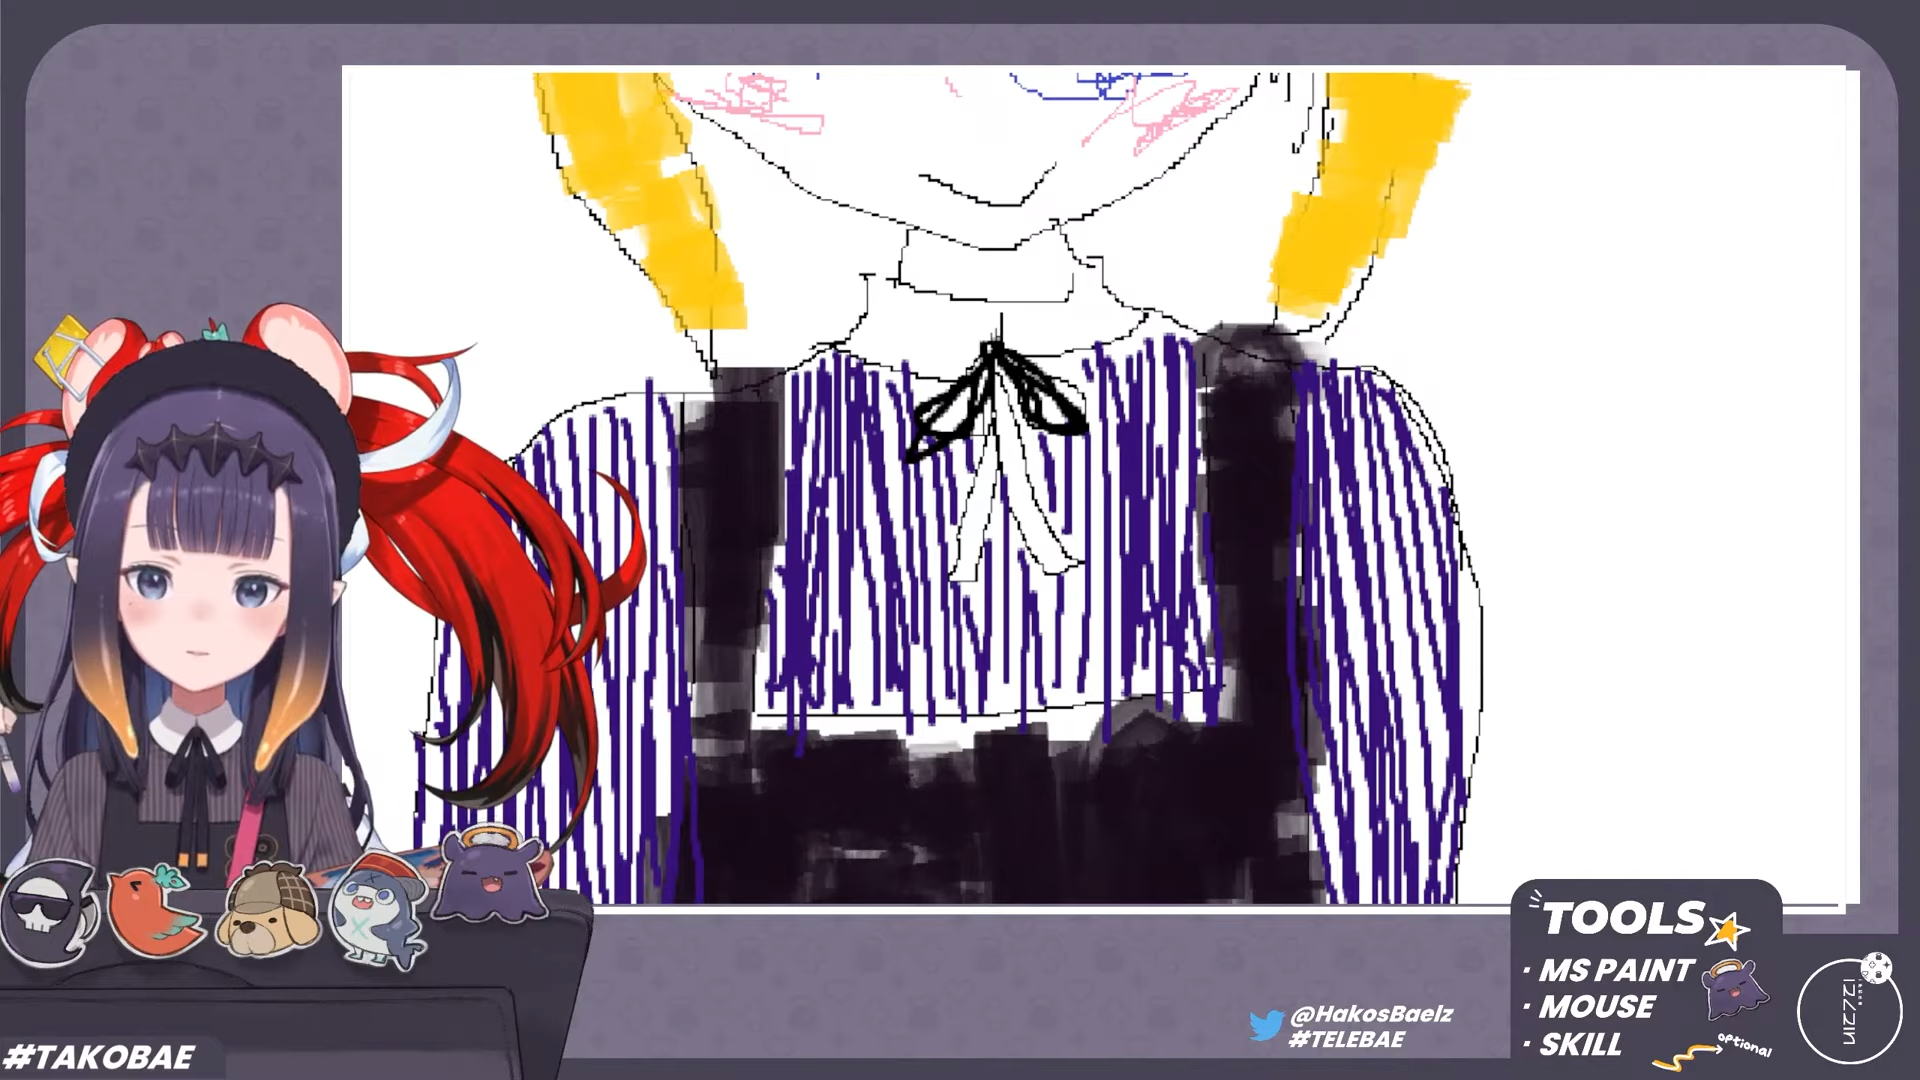 TOOLS
· MS PAINT
· MOUSE
· SKILL
optional
@HakosBaelz
#TELEBAE
#TAKOBAE